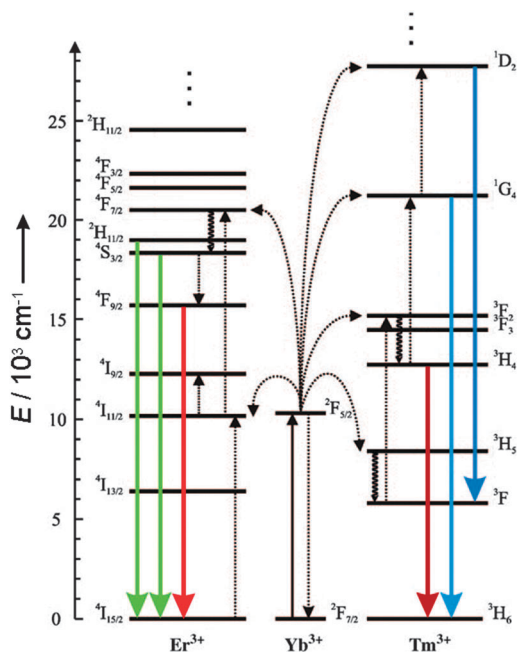 ²H₁₁/₂
⁴F₃/₂
⁴F₅/₂
⁴F₇/₂
²H₁₁/₂
⁴S₃/₂
⁴F₉/₂
⁴I₉/₂
⁴I₁₁/₂
⁴I₁₃/₂
⁴I₁₅/₂
Er³⁺
E / 10³ cm⁻¹
25
20
15
10
5
0
²F₅/₂
²F₇/₂
Yb³⁺
¹D₂
¹G₄
³F₂
³F₃
³H₄
³H₅
³F
³H₆
Tm³⁺